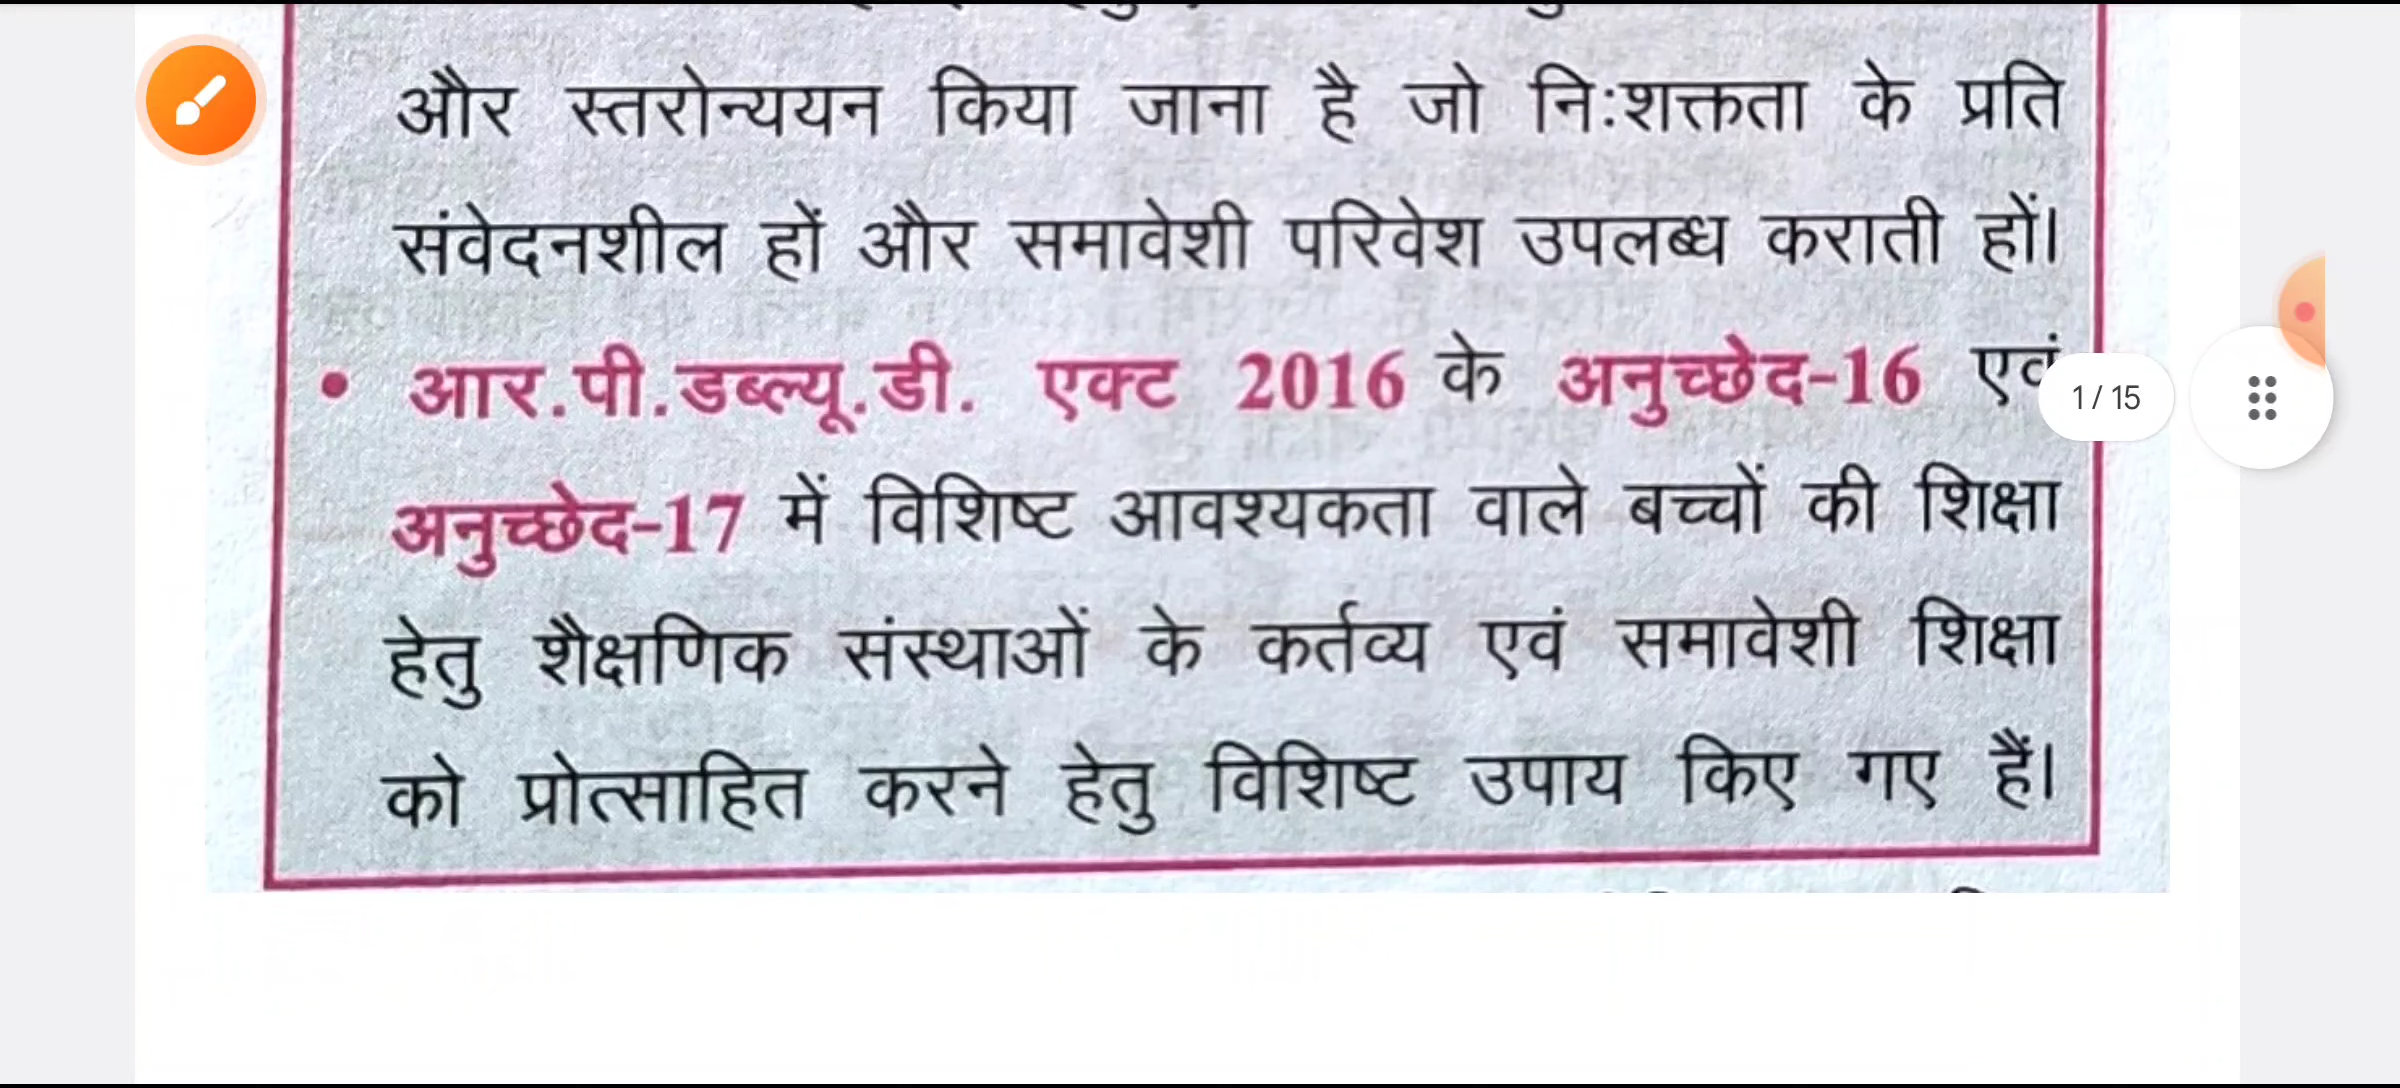 और स्तरोन्ययन किया जाना है जो नि:शक्तता के प्रति
संवेदनशील हों और समावेशी परिवेश उपलब्ध कराती हों।
• आर.पी.डब्ल्यू.डी. एक्ट 2016 के अनुच्छेद-16 एवं
1 / 15
अनुच्छेद-17 में विशिष्ट आवश्यकता वाले बच्चों की शिक्षा
हेतु शैक्षणिक संस्थाओं के कर्तव्य एवं समावेशी शिक्षा
को प्रोत्साहित करने हेतु विशिष्ट उपाय किए गए हैं।